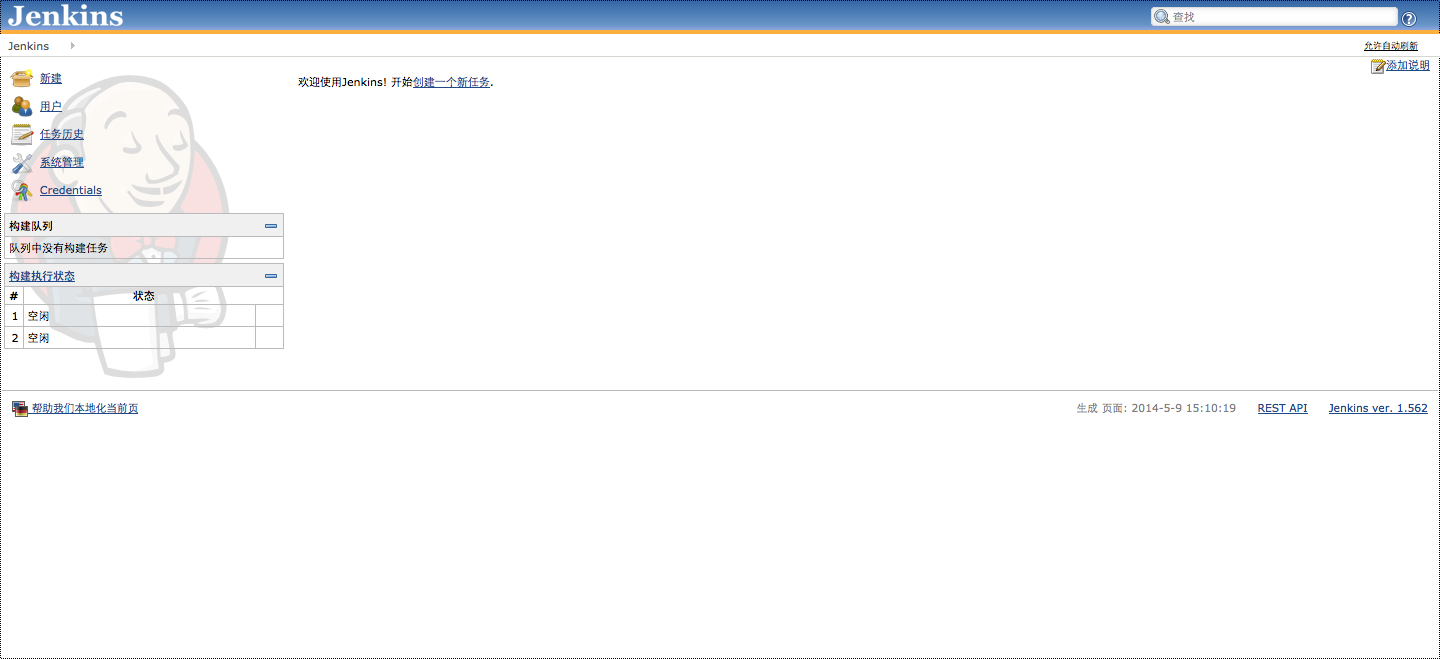 Jenkins
查找
Jenkins
允许自动刷新
添加说明
新建
用户
任务历史
系统管理
Credentials
欢迎使用Jenkins! 开始创建一个新任务.
构建队列
队列中没有构建任务
构建执行状态
# 状态
1 空闲
2 空闲
帮助我们本地化当前页
生成 页面: 2014-5-9 15:10:19 REST API Jenkins ver. 1.562